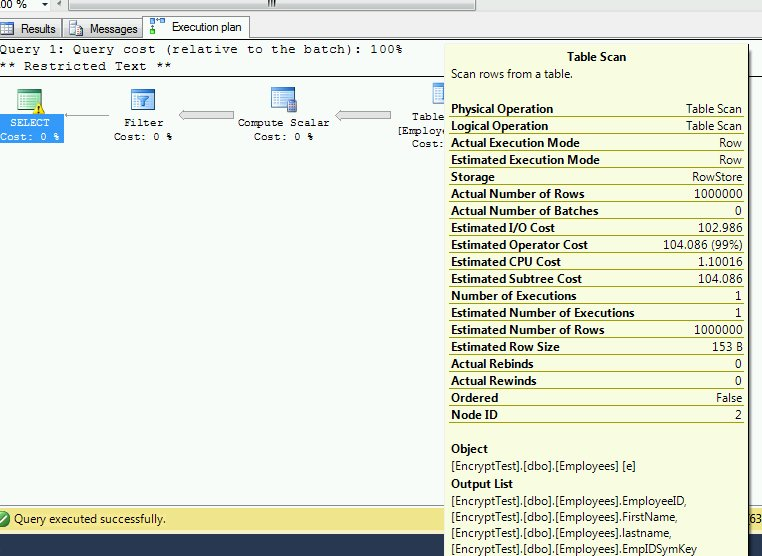 00 %
Results
Messages
Execution plan
Query 1: Query cost (relative to the batch): 100%
** Restricted Text **
SELECT
Cost: 0 %
Filter
Cost: 0 %
Compute Scalar
Cost: 0 %
Table
[Employe
Cost:
Table Scan
Scan rows from a table.
Physical Operation Table Scan
Logical Operation Table Scan
Actual Execution Mode Row
Estimated Execution Mode Row
Storage RowStore
Actual Number of Rows 1000000
Actual Number of Batches 0
Estimated I/O Cost 102.986
Estimated Operator Cost 104.086 (99%)
Estimated CPU Cost 1.10016
Estimated Subtree Cost 104.086
Number of Executions 1
Estimated Number of Executions 1
Estimated Number of Rows 1000000
Estimated Row Size 153 B
Actual Rebinds 0
Actual Rewinds 0
Ordered False
Node ID 2
Object
[EncryptTest].[dbo].[Employees] [e]
Output List
[EncryptTest].[dbo].[Employees].EmployeeID,
[EncryptTest].[dbo].[Employees].FirstName,
[EncryptTest].[dbo].[Employees].lastname,
[EncryptTest].[dbo].[Employees].EmpIDSymKey
Query executed successfully.
63